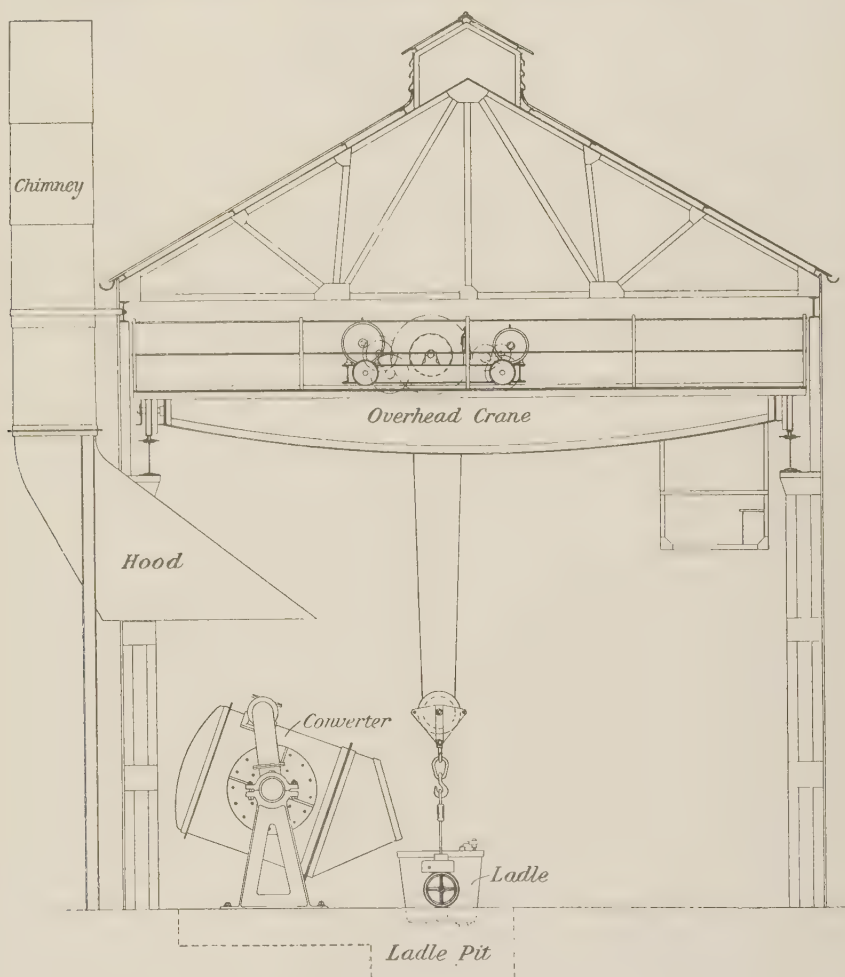 Chimney
Overhead Crane
Hood
Converter
Ladle
Ladle Pit